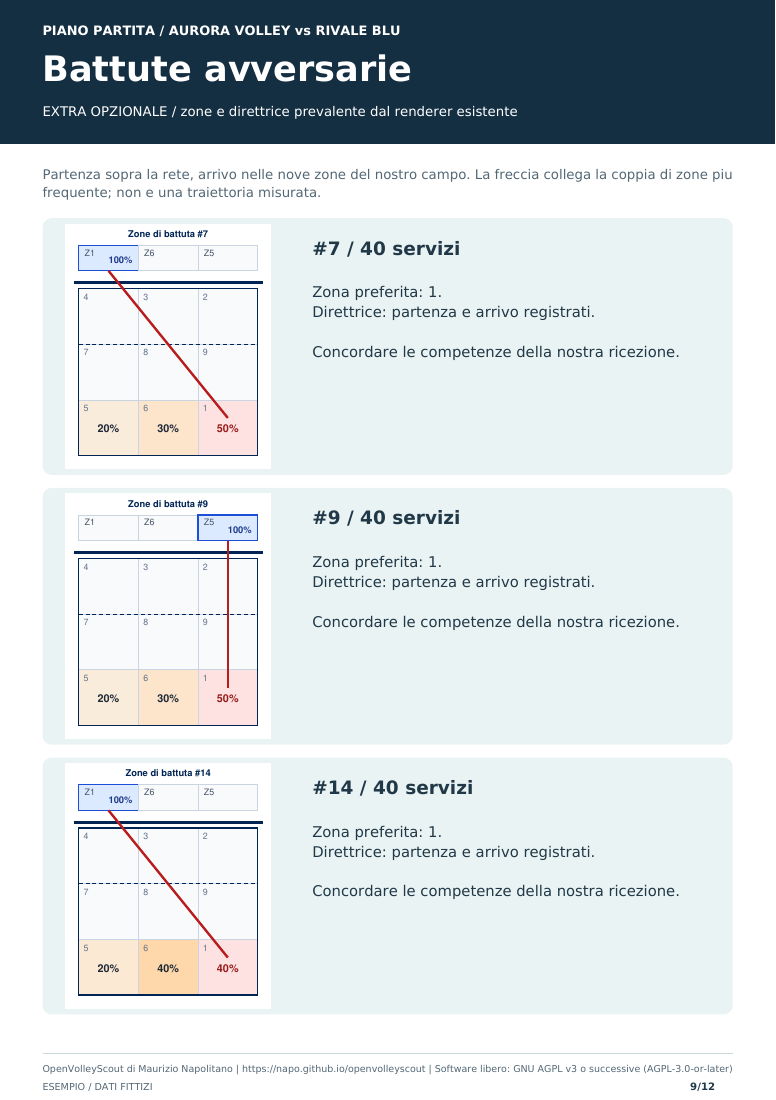 PIANO PARTITA / AURORA VOLLEY vs RIVALE BLU
Battute avversarie
EXTRA OPZIONALE / zone e direttrice prevalente dal renderer esistente
Partenza sopra la rete, arrivo nelle nove zone del nostro campo. La freccia collega la coppia di zone piu
frequente; non e una traiettoria misurata.
Zone di battuta #7
Z1 100% Z6 Z5
4 3 2
7 8 9
5 6 1
20% 30% 50%
#7 / 40 servizi
Zona preferita: 1.
Direttrice: partenza e arrivo registrati.
Concordare le competenze della nostra ricezione.
Zone di battuta #9
Z1 Z6 Z5 100%
4 3 2
7 8 9
5 6 1
20% 30% 50%
#9 / 40 servizi
Zona preferita: 1.
Direttrice: partenza e arrivo registrati.
Concordare le competenze della nostra ricezione.
Zone di battuta #14
Z1 100% Z6 Z5
4 3 2
7 8 9
5 6 1
20% 40% 40%
#14 / 40 servizi
Zona preferita: 1.
Direttrice: partenza e arrivo registrati.
Concordare le competenze della nostra ricezione.
OpenVolleyScout di Maurizio Napolitano | https://napo.github.io/openvolleyscout | Software libero: GNU AGPL v3 o successive (AGPL-3.0-or-later)
ESEMPIO / DATI FITTIZI
9/12